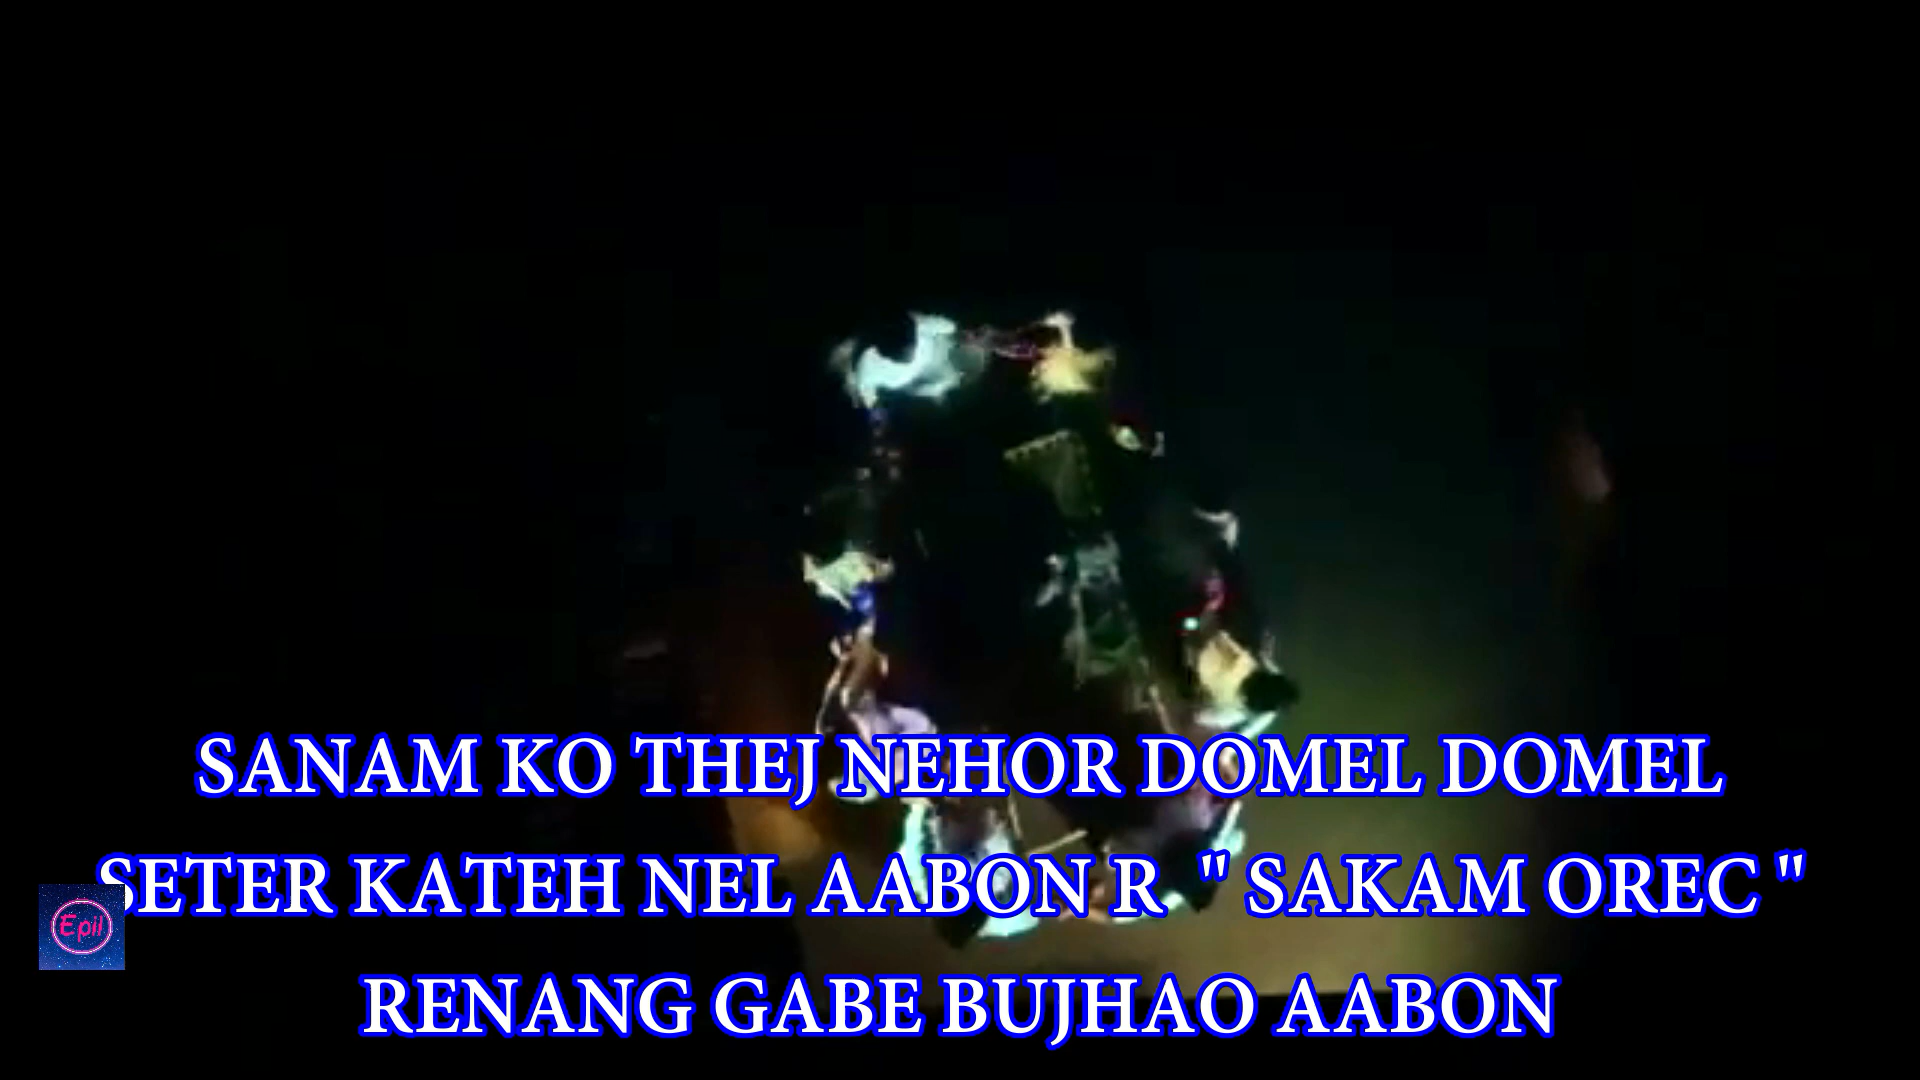 SANAM KO THEJ NEHOR DOMEL DOMEL
SETER KATEH NEL AABON R " SAKAM OREC "
Epil
RENANG GABE BUJHAO AABON